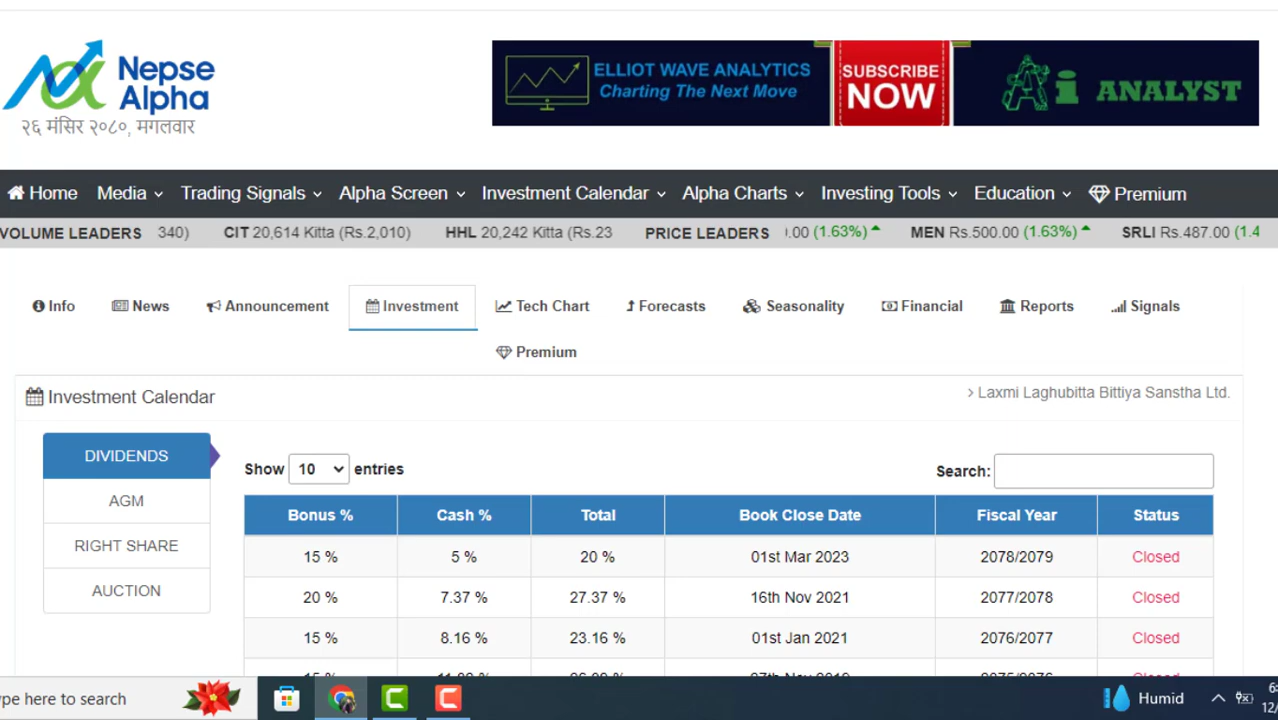 Nepse
Alpha
२६ मंसिर २०८०, मगलवार
ELLIOT WAVE ANALYTICS
Charting The Next Move
SUBSCRIBE
NOW
Ai ANALYST
Home Media Trading Signals Alpha Screen Investment Calendar Alpha Charts Investing Tools Education Premium
VOLUME LEADERS 340) CIT 20,614 Kitta (Rs.2,010) HHL 20,242 Kitta (Rs.23 PRICE LEADERS .00 (1.63%) MEN Rs.500.00 (1.63%) SRLI Rs.487.00 (1.4
Info News Announcement Investment Tech Chart Forecasts Seasonality Financial Reports Signals
Premium
Investment Calendar
> Laxmi Laghubitta Bittiya Sanstha Ltd.
DIVIDENDS
AGM
RIGHT SHARE
AUCTION
Show 10 entries
Search:
Bonus % Cash % Total Book Close Date Fiscal Year Status
15 % 5 % 20 % 01st Mar 2023 2078/2079 Closed
20 % 7.37 % 27.37 % 16th Nov 2021 2077/2078 Closed
15 % 8.16 % 23.16 % 01st Jan 2021 2076/2077 Closed
ype here to search
Humid
6:
12/